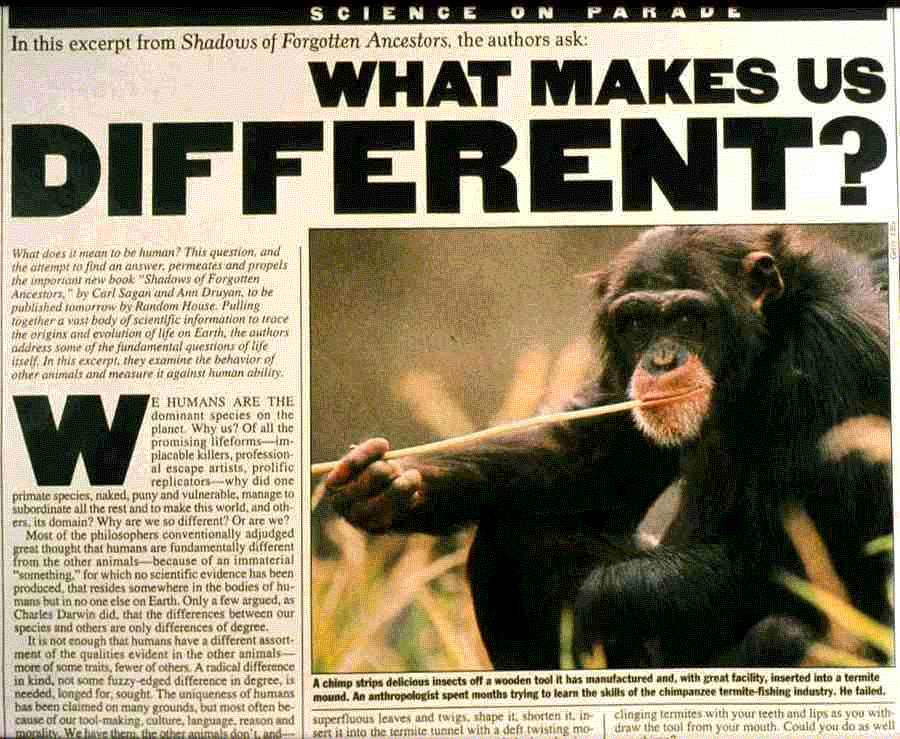 SCIENCE ON PARADE
In this excerpt from Shadows of Forgotten Ancestors, the authors ask:
WHAT MAKES US
DIFFERENT?
What does it mean to be human? This question, and
the attempt to find an answer, permeates and propels
the important new book "Shadows of Forgotten
Ancestors," by Carl Sagan and Ann Druyan, to be
published tomorrow by Random House. Pulling
together a vast body of scientific information to trace
the origins and evolution of life on Earth, the authors
address some of the fundamental questions of life
itself. In this excerpt, they examine the behavior of
other animals and measure it against human ability.
WE HUMANS ARE THE
dominant species on the
planet. Why us? Of all the
promising lifeforms—im-
placable killers, profession-
al escape artists, prolific
replicators—why did one
primate species, naked, puny and vulnerable, manage to
subordinate all the rest and to make this world, and oth-
ers, its domain? Why are we so different? Or are we?
Most of the philosophers conventionally adjudged
great thought that humans are fundamentally different
from the other animals—because of an immaterial
"something," for which no scientific evidence has been
produced, that resides somewhere in the bodies of hu-
mans but in no one else on Earth. Only a few argued, as
Charles Darwin did, that the differences between our
species and others are only differences of degree.
It is not enough that humans have a different assort-
ment of the qualities evident in the other animals—
more of some traits, fewer of others. A radical difference
in kind, not some fuzzy-edged difference in degree, is
needed, longed for, sought. The uniqueness of humans
has been claimed on many grounds, but most often be-
cause of our tool-making, culture, language, reason and
morality. We have them, the other animals don't, and—
A chimp strips delicious insects off a wooden tool it has manufactured and, with great facility, inserted into a termite
mound. An anthropologist spent months trying to learn the skills of the chimpanzee termite-fishing industry. He failed.
superfluous leaves and twigs, shape it, shorten it, in-
sert it into the termite tunnel with a deft twisting mo-
clinging termites with your teeth and lips as you with-
draw the tool from your mouth. Could you do as well